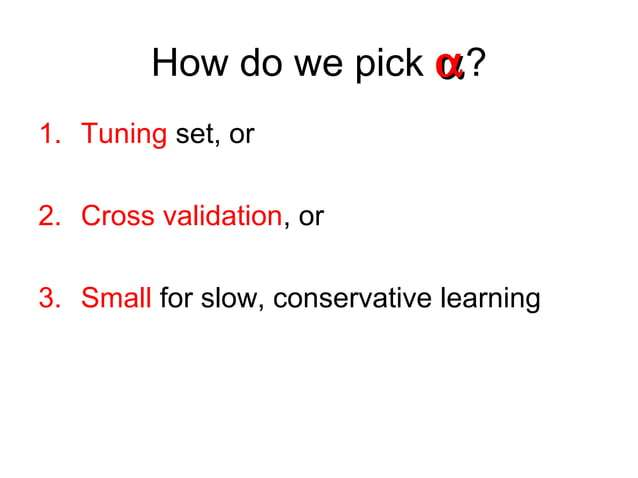 How do we pick α?
1. Tuning set, or
2. Cross validation, or
3. Small for slow, conservative learning